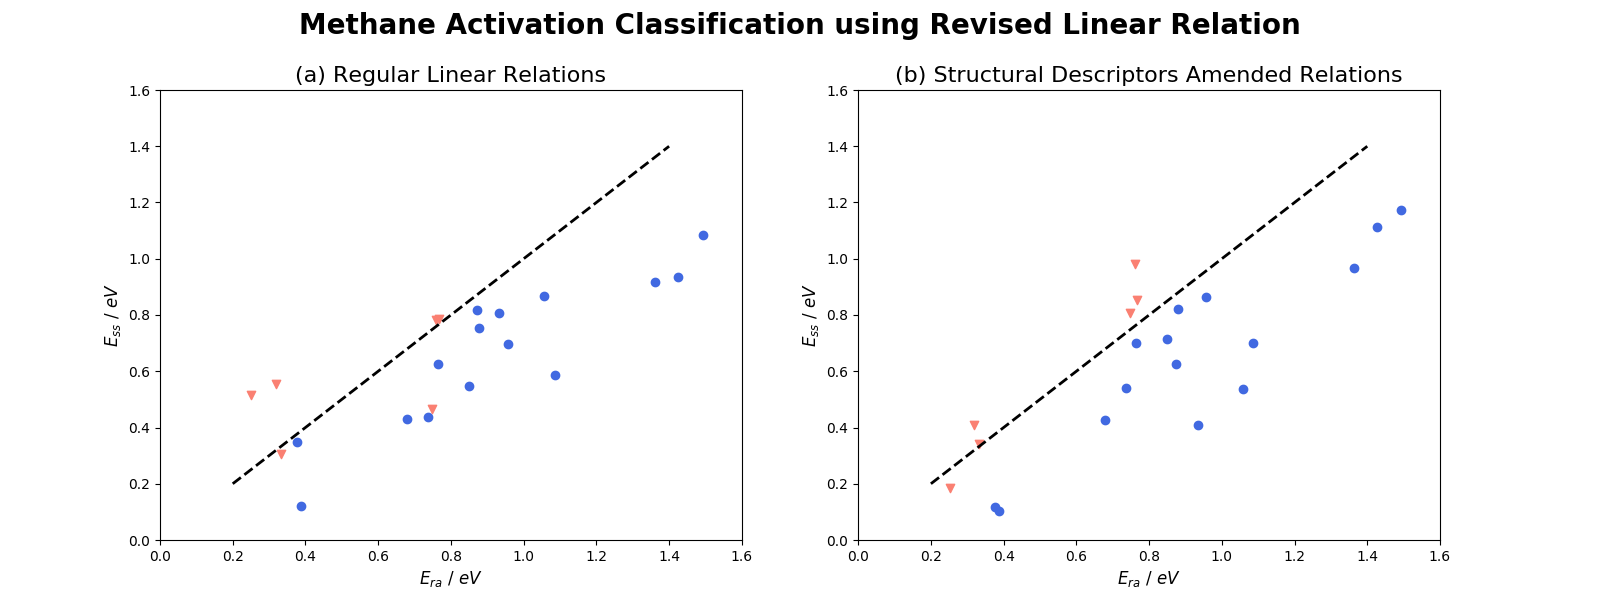 Methane Activation Classification using Revised Linear Relation
(a) Regular Linear Relations
1.6
1.4
1.2
1.0
0.8
0.6
0.4
0.2
0.0
E_ss / eV
0.0 0.2 0.4 0.6 0.8 1.0 1.2 1.4 1.6
E_ra / eV
(b) Structural Descriptors Amended Relations
1.6
1.4
1.2
1.0
0.8
0.6
0.4
0.2
0.0
E_ss / eV
0.0 0.2 0.4 0.6 0.8 1.0 1.2 1.4 1.6
E_ra / eV